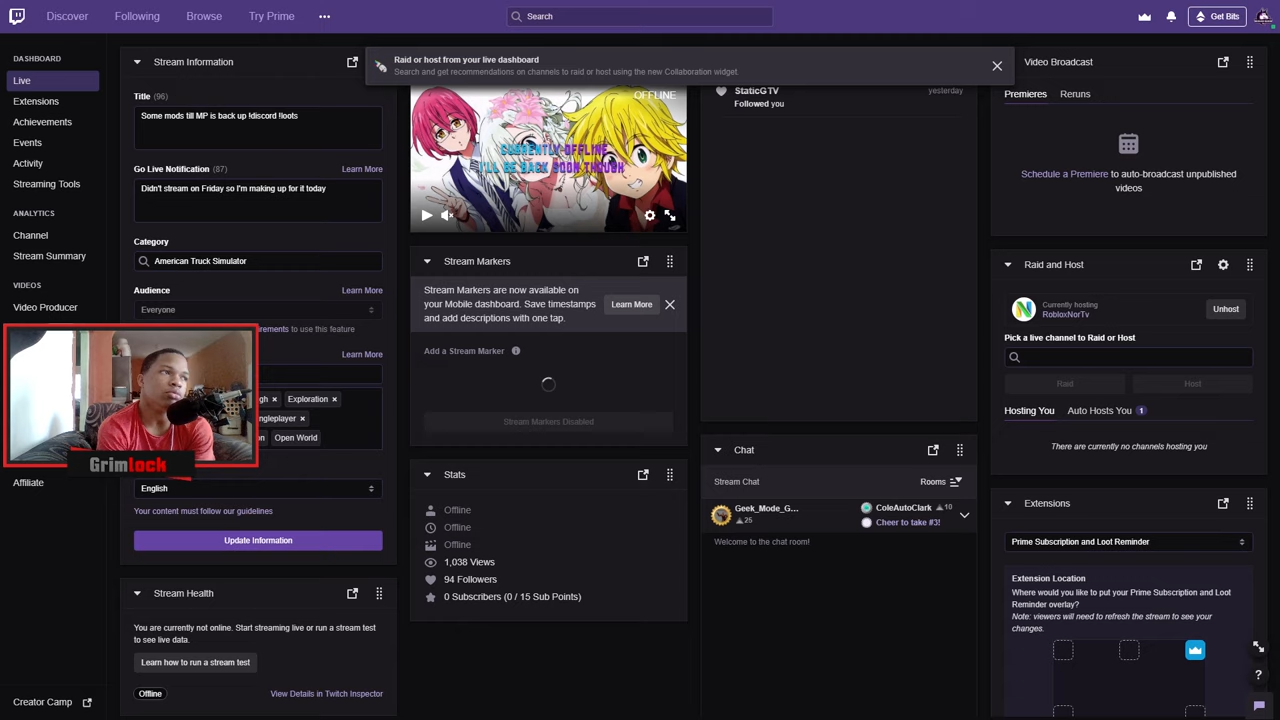 Discover
Following
Browse
Try Prime
Search
Get Bits
DASHBOARD
Live
Extensions
Achievements
Events
Activity
Streaming Tools
ANALYTICS
Channel
Stream Summary
VIDEOS
Video Producer
Affiliate
Creator Camp
Stream Information
Title (96)
Some mods till MP is back up !discord !loots
Go Live Notification (87)
Learn More
Didn't stream on Friday so I'm making up for it today
Category
American Truck Simulator
Audience
Learn More
Everyone
to use this feature
Learn More
Exploration
Open World
Grimlock
English
Your content must follow our guidelines
Update Information
Stream Health
You are currently not online. Start streaming live or run a stream test
to see live data.
Learn how to run a stream test
Offline
View Details in Twitch Inspector
Raid or host from your live dashboard
Search and get recommendations on channels to raid or host using the new Collaboration widget.
OFFLINE
CURRENTLY OFFLINE
I'LL BE BACK SOON THOUGH
Stream Markers
Stream Markers are now available on
your Mobile dashboard. Save timestamps
and add descriptions with one tap.
Learn More
Add a Stream Marker
Stream Markers Disabled
Stats
Offline
Offline
Offline
1,038 Views
94 Followers
0 Subscribers (0 / 15 Sub Points)
StaticGTV
yesterday
Followed you
Chat
Stream Chat
Rooms
Geek_Mode_G...
25
ColeAutoClark
10
Cheer to take #3!
Welcome to the chat room!
Video Broadcast
Premieres
Reruns
Schedule a Premiere to auto-broadcast unpublished
videos
Raid and Host
Currently hosting
RobloxNorTv
Unhost
Pick a live channel to Raid or Host
Raid
Host
Hosting You
Auto Hosts You
1
There are currently no channels hosting you
Extensions
Prime Subscription and Loot Reminder
Extension Location
Where would you like to put your Prime Subscription and Loot
Reminder overlay?
Note: viewers will need to refresh the stream to see your
changes.